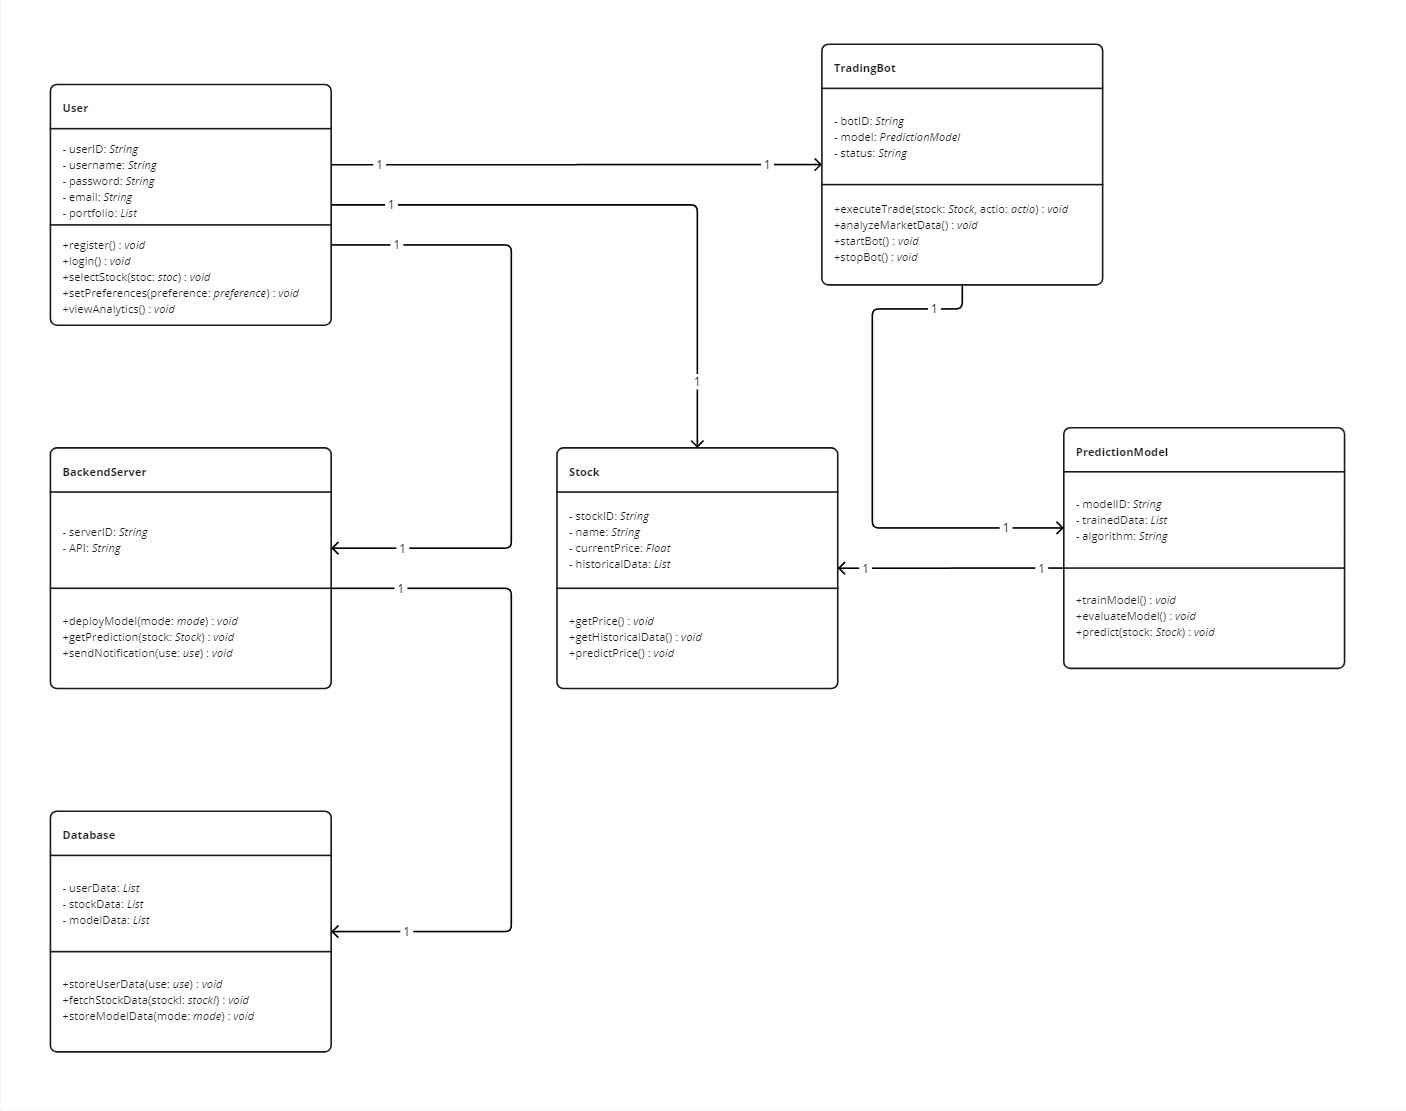 User
- userID: String
- username: String
- password: String
- email: String
- portfolio: List
+register() : void
+login() : void
+selectStock(stoc: stoc) : void
+setPreferences(preference: preference) : void
+viewAnalytics() : void
1
1
1
1
1
1
TradingBot
- botID: String
- model: PredictionModel
- status: String
+executeTrade(stock: Stock, actio: actio) : void
+analyzeMarketData() : void
+startBot() : void
+stopBot() : void
1
1
BackendServer
- serverID: String
- API: String
+deployModel(mode: mode) : void
+getPrediction(stock: Stock) : void
+sendNotification(use: use) : void
1
1
Stock
- stockID: String
- name: String
- currentPrice: Float
- historicalData: List
+getPrice() : void
+getHistoricalData() : void
+predictPrice() : void
1
1
PredictionModel
- modelID: String
- trainedData: List
- algorithm: String
+trainModel() : void
+evaluateModel() : void
+predict(stock: Stock) : void
Database
- userData: List
- stockData: List
- modelData: List
+storeUserData(use: use) : void
+fetchStockData(stockI: stockI) : void
+storeModelData(mode: mode) : void